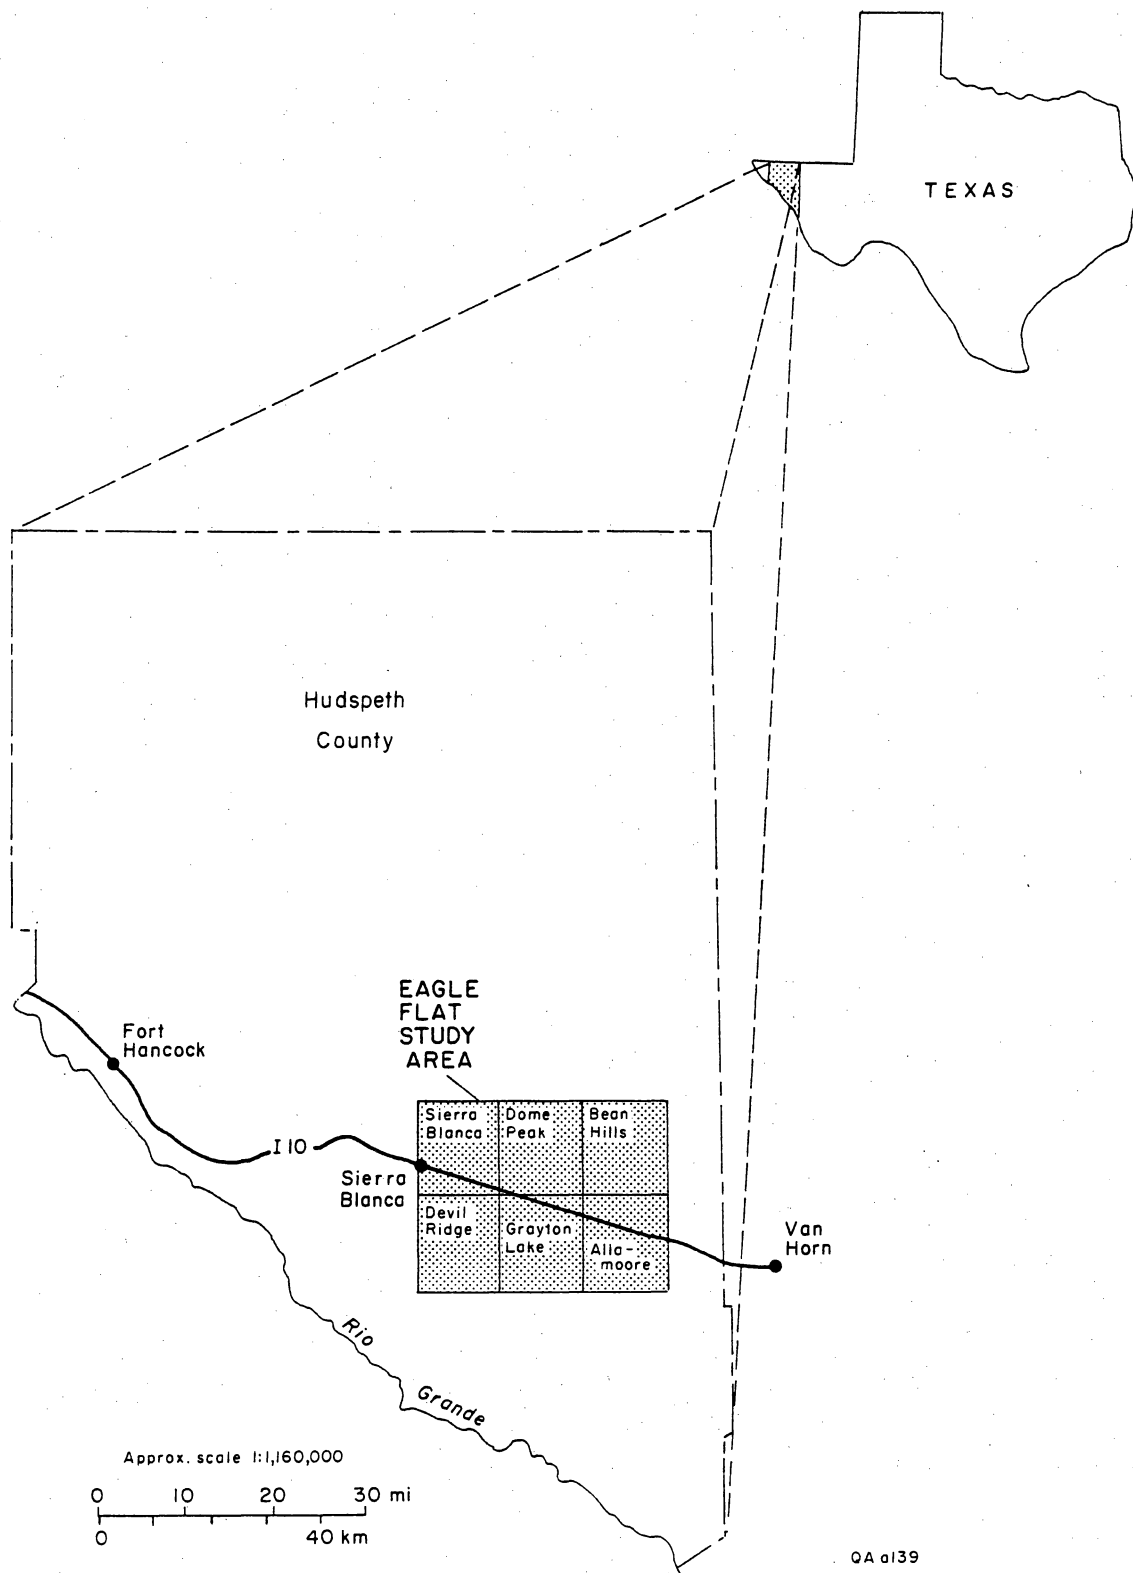 TEXAS
Hudspeth
County
EAGLE
FLAT
STUDY
AREA
Fort
Hancock
Sierra
Blanca
Dome
Peak
Bean
Hills
I 10
Sierra
Blanca
Devil
Ridge
Grayton
Lake
Alla-
moore
Van
Horn
Rio
Grande
Approx. scale 1:1,160,000
0 10 20 30 mi
0 40 km
QA a139